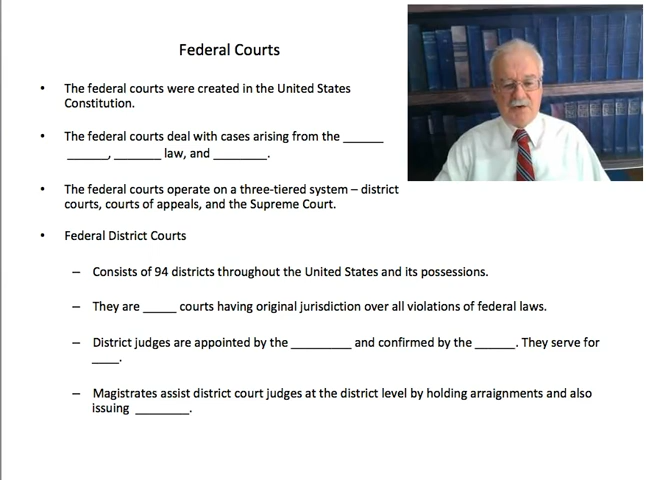 Federal Courts
• The federal courts were created in the United States
Constitution.
• The federal courts deal with cases arising from the ______
______, _______ law, and ________.
• The federal courts operate on a three-tiered system – district
courts, courts of appeals, and the Supreme Court.
• Federal District Courts
– Consists of 94 districts throughout the United States and its possessions.
– They are _____ courts having original jurisdiction over all violations of federal laws.
– District judges are appointed by the _________ and confirmed by the ______. They serve for
____.
– Magistrates assist district court judges at the district level by holding arraignments and also
issuing ________.